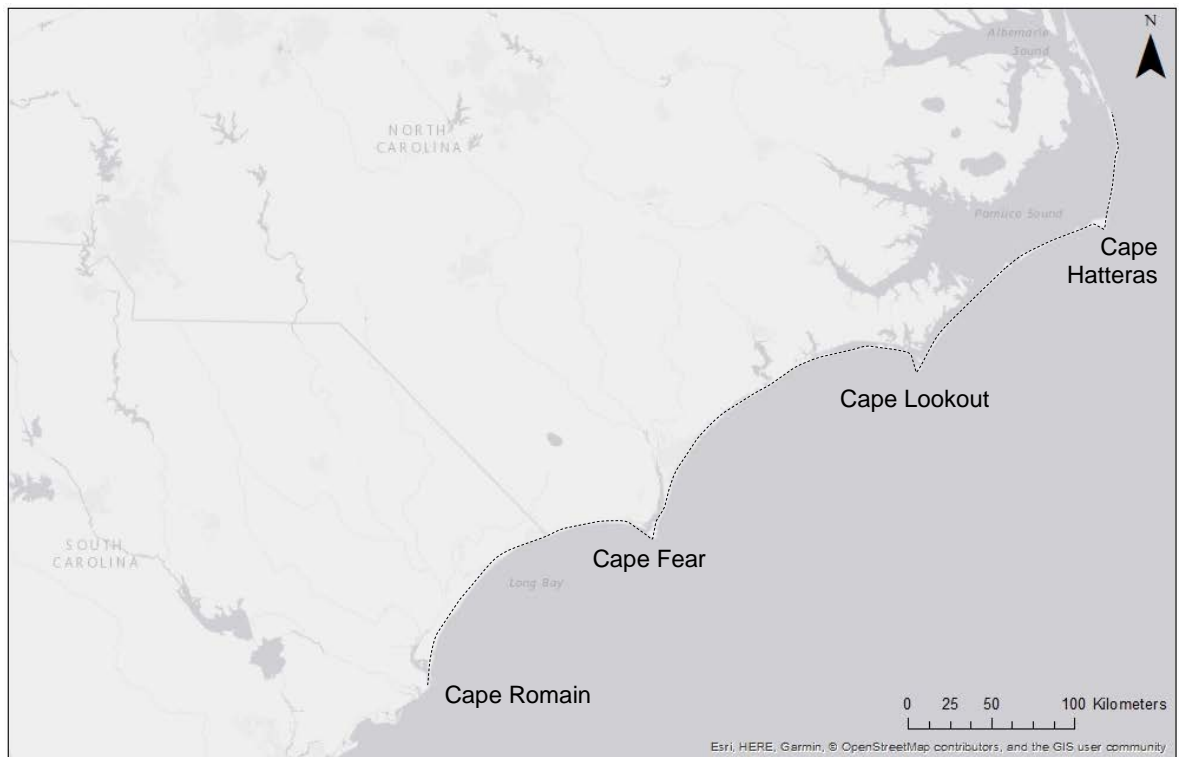 N
Albemarle
Sound
NORTH
CAROLINA
Pamlico Sound
Cape
Hatteras
Cape Lookout
SOUTH
CAROLINA
Cape Fear
Long Bay
Cape Romain
0 25 50 100 Kilometers
Esri, HERE, Garmin, © OpenStreetMap contributors, and the GIS user community